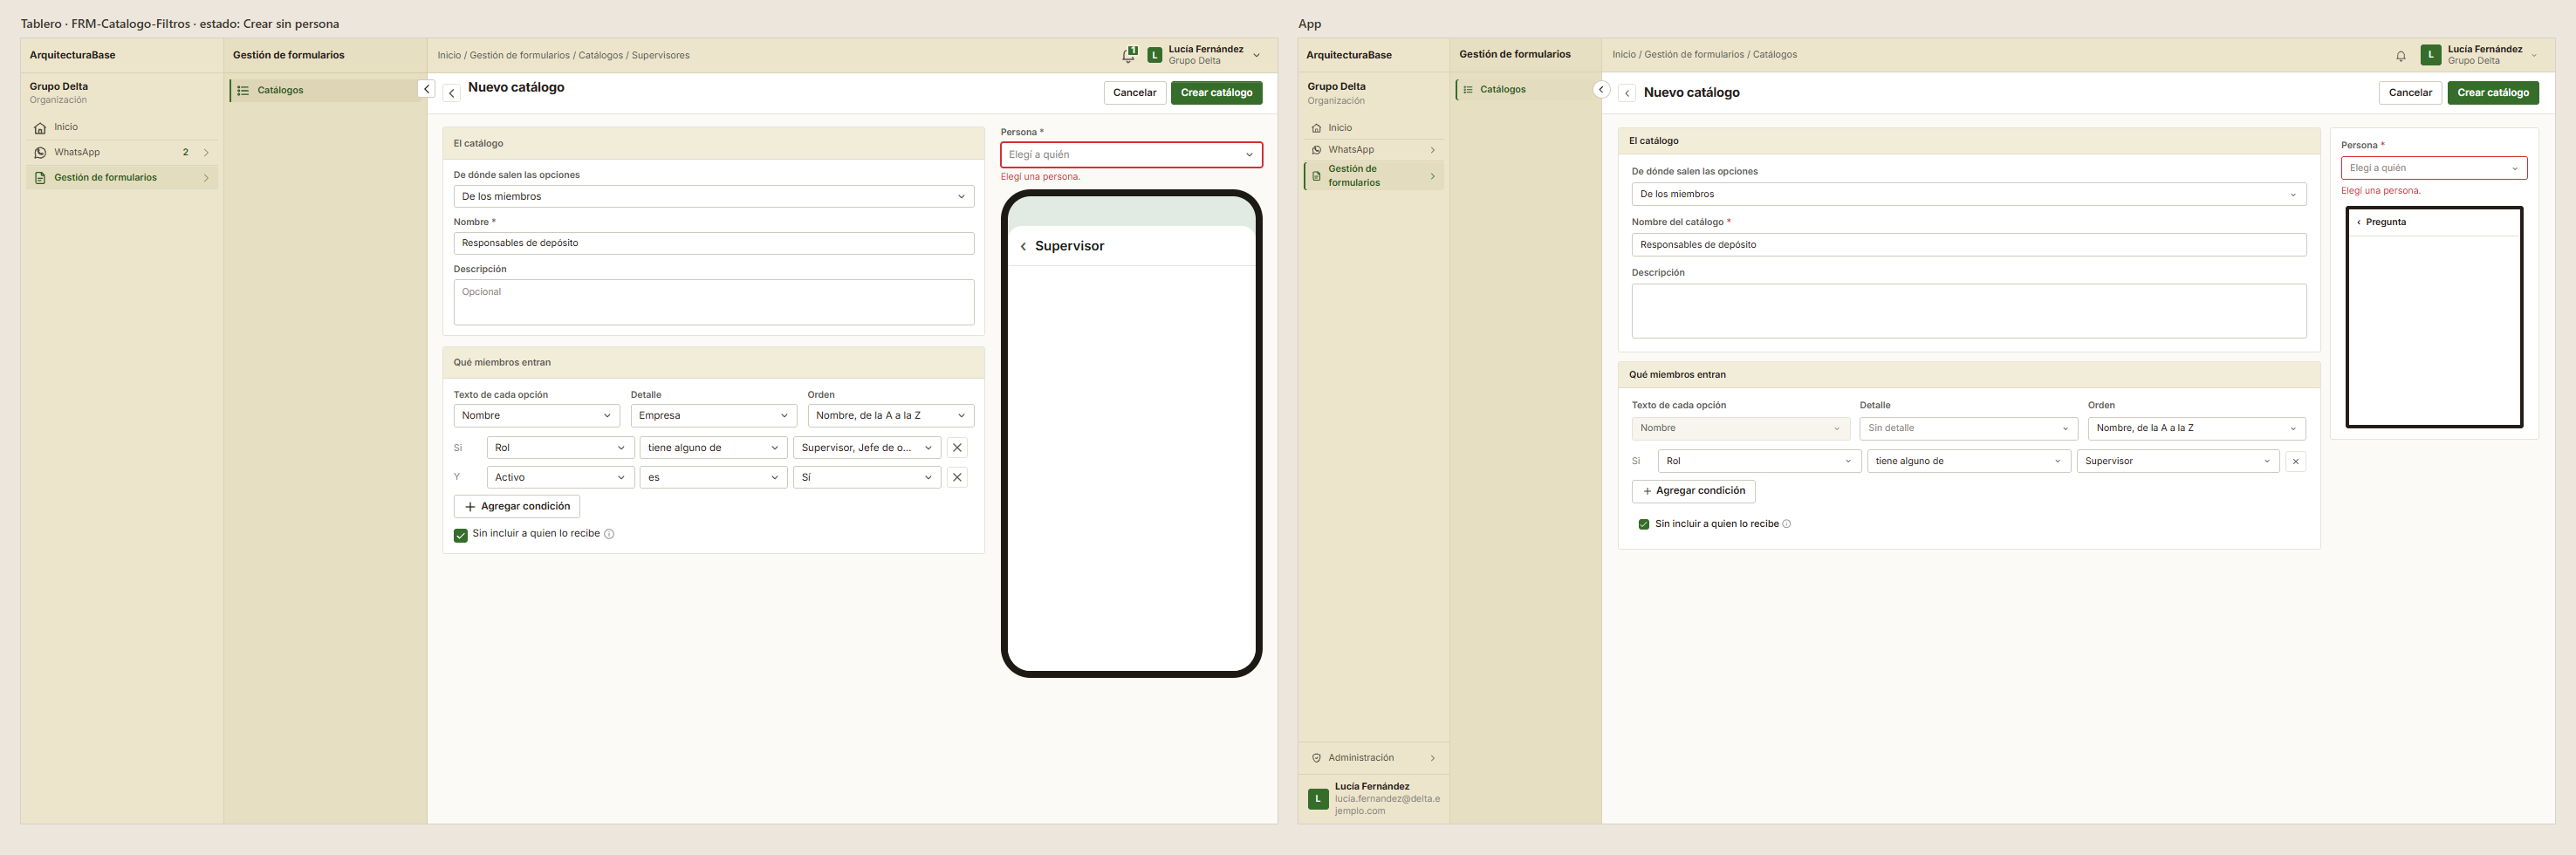 Tablero · FRM-Catalogo-Filtros · estado: Crear sin persona
ArquitecturaBase
Grupo Delta
Organización
Inicio
WhatsApp 2
Gestión de formularios
Gestión de formularios
Catálogos
Inicio / Gestión de formularios / Catálogos / Supervisores
1
L
Lucía Fernández
Grupo Delta
Nuevo catálogo
Cancelar
Crear catálogo
El catálogo
De dónde salen las opciones
De los miembros
Nombre *
Responsables de depósito
Descripción
Opcional
Qué miembros entran
Texto de cada opción Detalle Orden
Nombre Empresa Nombre, de la A a la Z
Si Rol tiene alguno de Supervisor, Jefe de o...
Y Activo es Sí
Agregar condición
Sin incluir a quien lo recibe
Persona *
Elegí a quién
Elegí una persona.
Supervisor
App
ArquitecturaBase
Grupo Delta
Organización
Inicio
WhatsApp
Gestión de
formularios
Administración
L
Lucía Fernández
lucia.fernandez@delta.e
jemplo.com
Gestión de formularios
Catálogos
Inicio / Gestión de formularios / Catálogos
L
Lucía Fernández
Grupo Delta
Nuevo catálogo
Cancelar
Crear catálogo
El catálogo
De dónde salen las opciones
De los miembros
Nombre del catálogo *
Responsables de depósito
Descripción
Qué miembros entran
Texto de cada opción Detalle Orden
Nombre Sin detalle Nombre, de la A a la Z
Si Rol tiene alguno de Supervisor
Agregar condición
Sin incluir a quien lo recibe
Persona *
Elegí a quién
Elegí una persona.
Pregunta